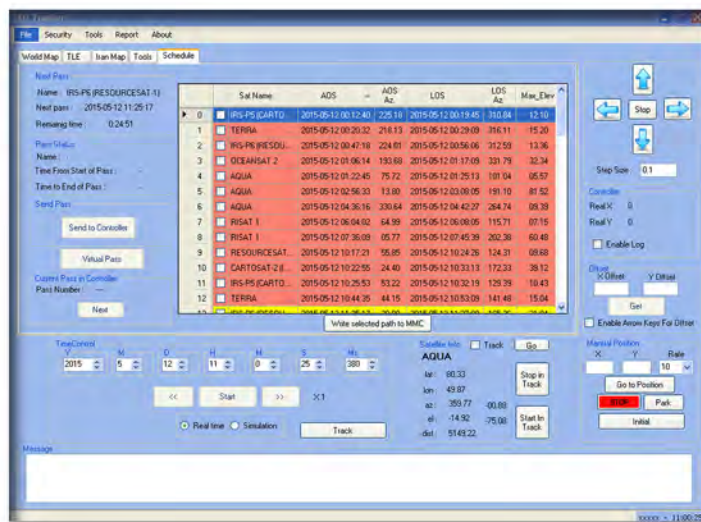 File Security Tools Report About
World Map TLE Iran Map Tools Schedule
Next Pass
Name : IRS-P6 (RESOURCESAT-1)
Next pass : 2015-05-12 11:25:17
Remaing time : 0:24:51
Pass Status
Name :
Time From Start of Pass : --
Time to End of Pass : --
Send Pass
Send to Controller
Virtual Pass
Current Pass in Controller
Pass Number : ---
Next
Sat Name AOS AOS Az LOS LOS Az Max_Elev
0 IRS-P5 (CARTO... 2015-05-12 00:12:40 225.18 2015-05-12 00:19:45 310.84 12.10
1 TERRA 2015-05-12 00:20:32 218.13 2015-05-12 00:29:09 316.11 15.20
2 IRS-P6 (RESOU... 2015-05-12 00:47:18 224.81 2015-05-12 00:56:06 312.59 13.36
3 OCEANSAT 2 2015-05-12 01:06:14 193.68 2015-05-12 01:17:09 331.79 32.34
4 AQUA 2015-05-12 01:22:45 75.72 2015-05-12 01:25:13 101.04 05.57
5 AQUA 2015-05-12 02:56:33 13.80 2015-05-12 03:08:05 191.10 81.52
6 AQUA 2015-05-12 04:36:16 330.64 2015-05-12 04:42:27 264.74 09.39
7 RISAT 1 2015-05-12 06:04:02 64.99 2015-05-12 06:08:05 115.71 07.15
8 RISAT 1 2015-05-12 07:36:09 05.77 2015-05-12 07:45:39 202.38 60.48
9 RESOURCESAT... 2015-05-12 10:17:21 55.85 2015-05-12 10:24:26 124.31 09.68
10 CARTOSAT-2 (I... 2015-05-12 10:22:55 24.40 2015-05-12 10:33:13 172.33 39.12
11 IRS-P5 (CARTO... 2015-05-12 10:25:53 53.22 2015-05-12 10:32:19 129.39 10.43
12 TERRA 2015-05-12 10:44:35 44.15 2015-05-12 10:53:09 141.48 15.04
Write selected path to MMC
Stop
Step Size 0.1
Controller
Real X 0
Real Y 0
Enable Log
Offset
X Offset Y Offset
Get
Enable Arrow Keys For Offset
Manual Position
X Y Rate
10
Go to Position
STOP Park
Initial
TimeControl
Y M D H M S Ms
2015 5 12 11 0 25 380
<< Start >> X1
Real time Simulation
Track
Satellite Info Track Go
AQUA
lat : 80.33
lon : 49.87
az : 359.77 -00.88
el : -14.92 -75.08
dist : 5149.22
Stop in Track
Start In Track
Message
xxxxx - 11:00:25